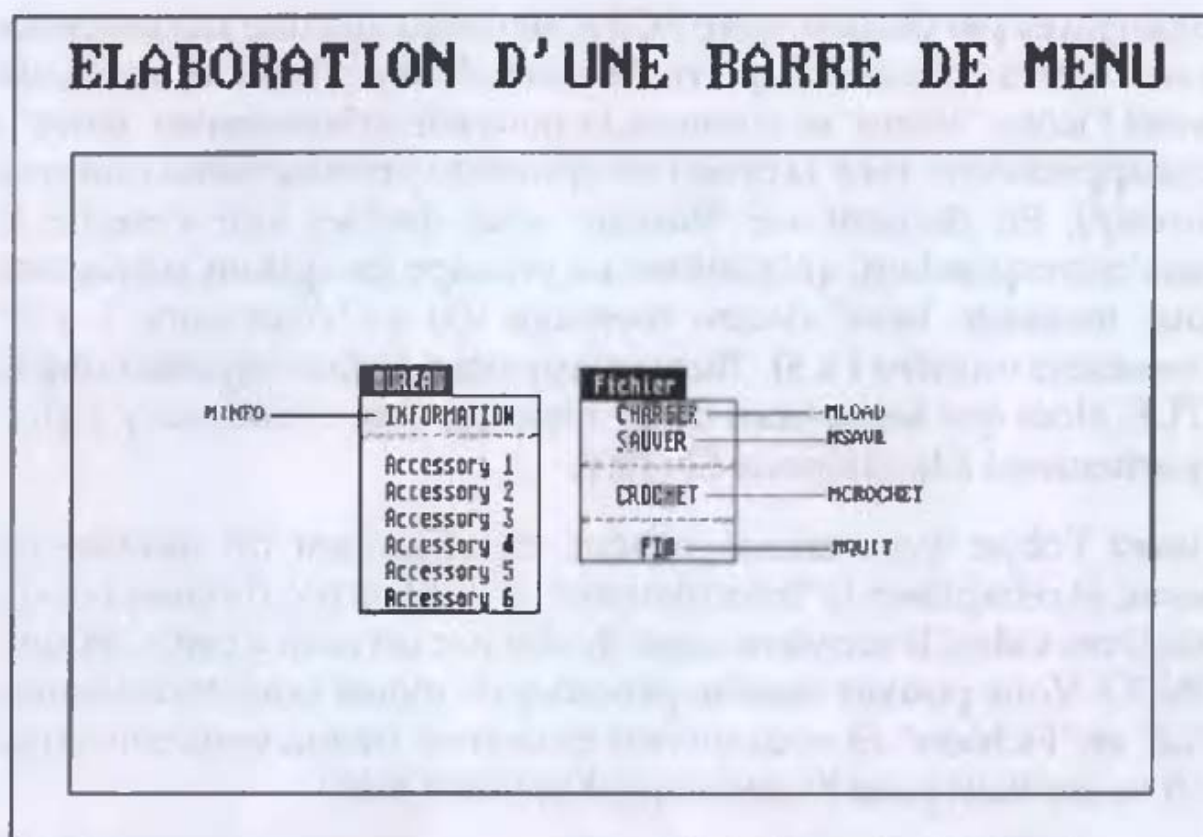 ELABORATION D'UNE BARRE DE MENU
BUREAU
Fichier
MINFO
INFORMATION
CHARGER
MLOAD
SAUVER
MSAVE
Accessory 1
Accessory 2
CROCHET
MCROCHET
Accessory 3
Accessory 4
FIN
MQUIT
Accessory 5
Accessory 6